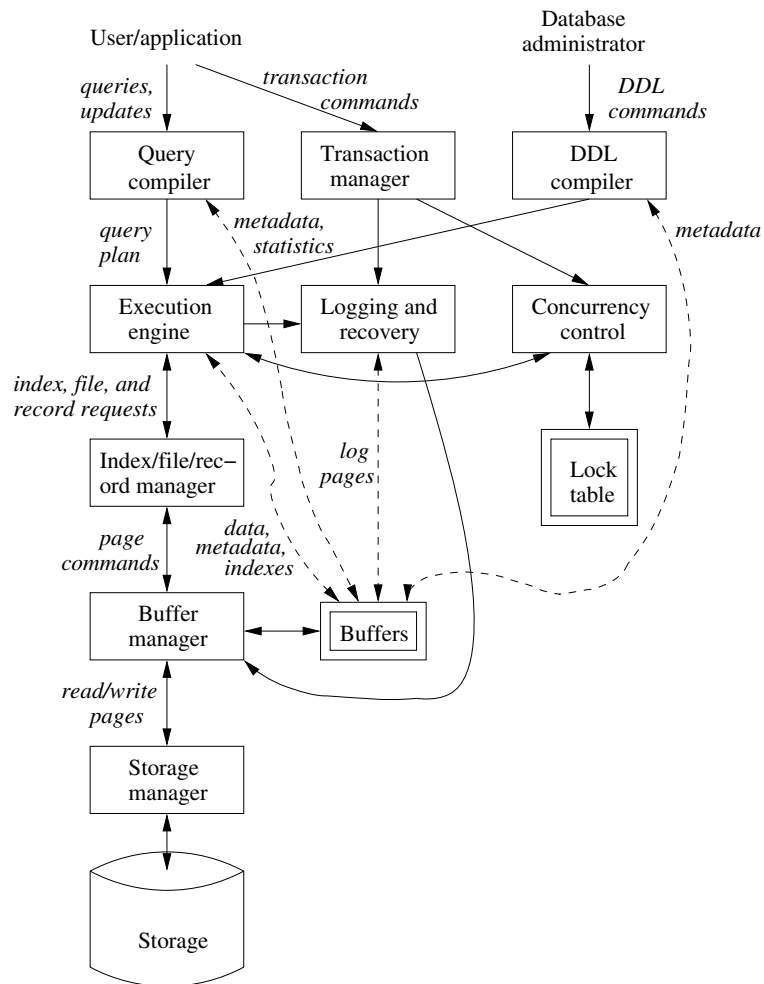 User/application
Database
administrator
queries,
updates
transaction
commands
DDL
commands
Query
compiler
Transaction
manager
DDL
compiler
query
plan
metadata,
statistics
metadata
Execution
engine
Logging and
recovery
Concurrency
control
index, file, and
record requests
Index/file/rec−
ord manager
log
pages
Lock
table
page
commands
data,
metadata,
indexes
Buffer
manager
Buffers
read/write
pages
Storage
manager
Storage